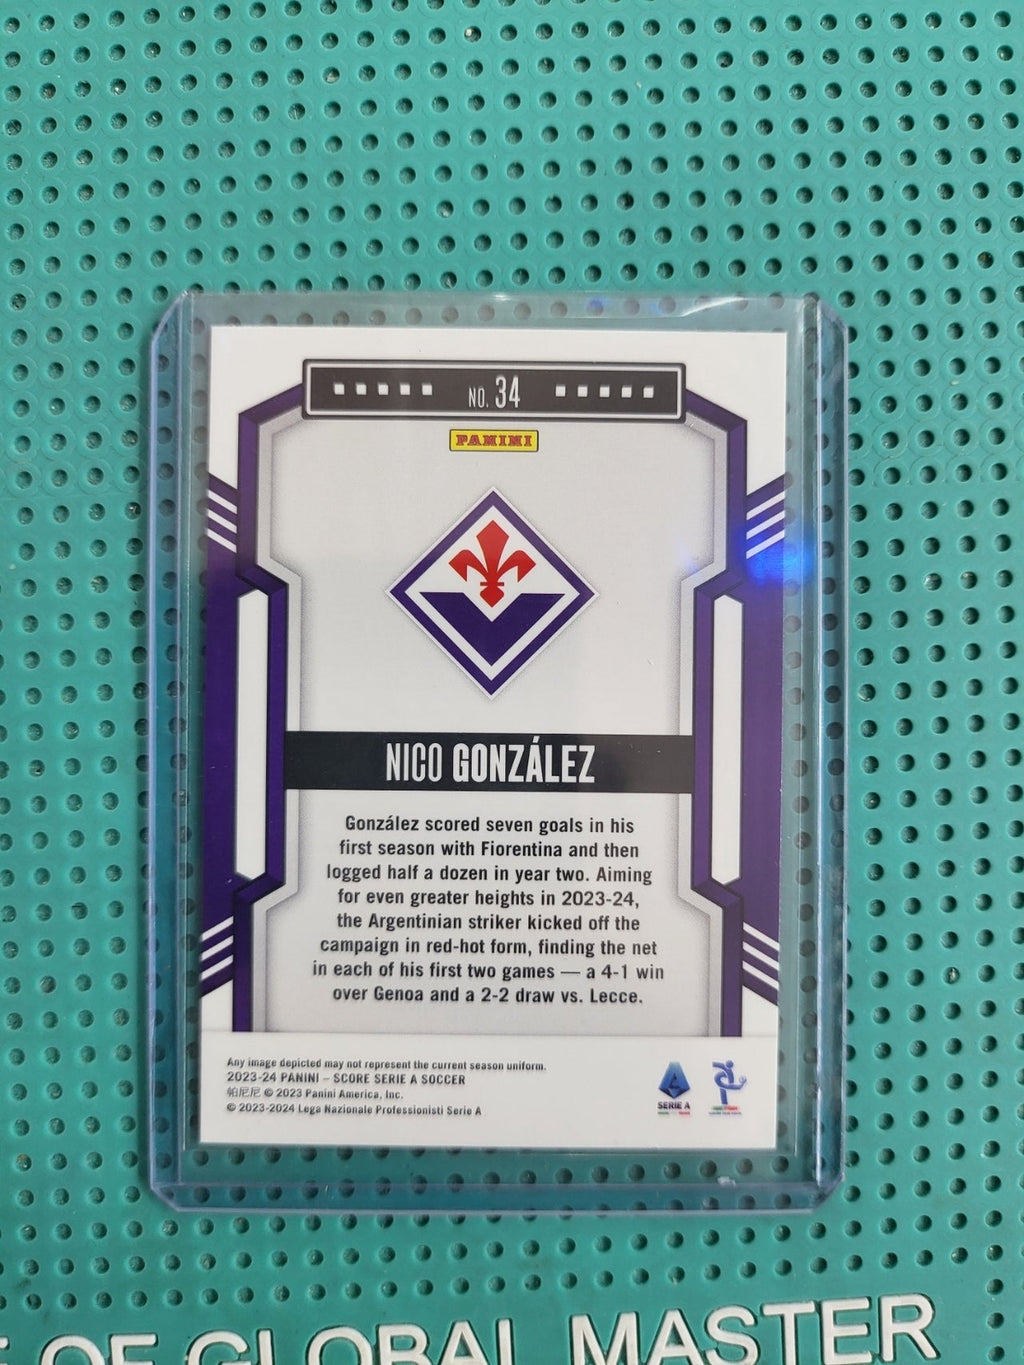 NO. 34
PANINI
NICO GONZÁLEZ
González scored seven goals in his
first season with Fiorentina and then
logged half a dozen in year two. Aiming
for even greater heights in 2023-24,
the Argentinian striker kicked off the
campaign in red-hot form, finding the net
in each of his first two games — a 4-1 win
over Genoa and a 2-2 draw vs. Lecce.
Any image depicted may not represent the current season uniform.
2023-24 PANINI – SCORE SERIE A SOCCER
帕尼尼 © 2023 Panini America, Inc.
© 2023-2024 Lega Nazionale Professionisti Serie A
SERIE A
OF GLOBAL MASTER